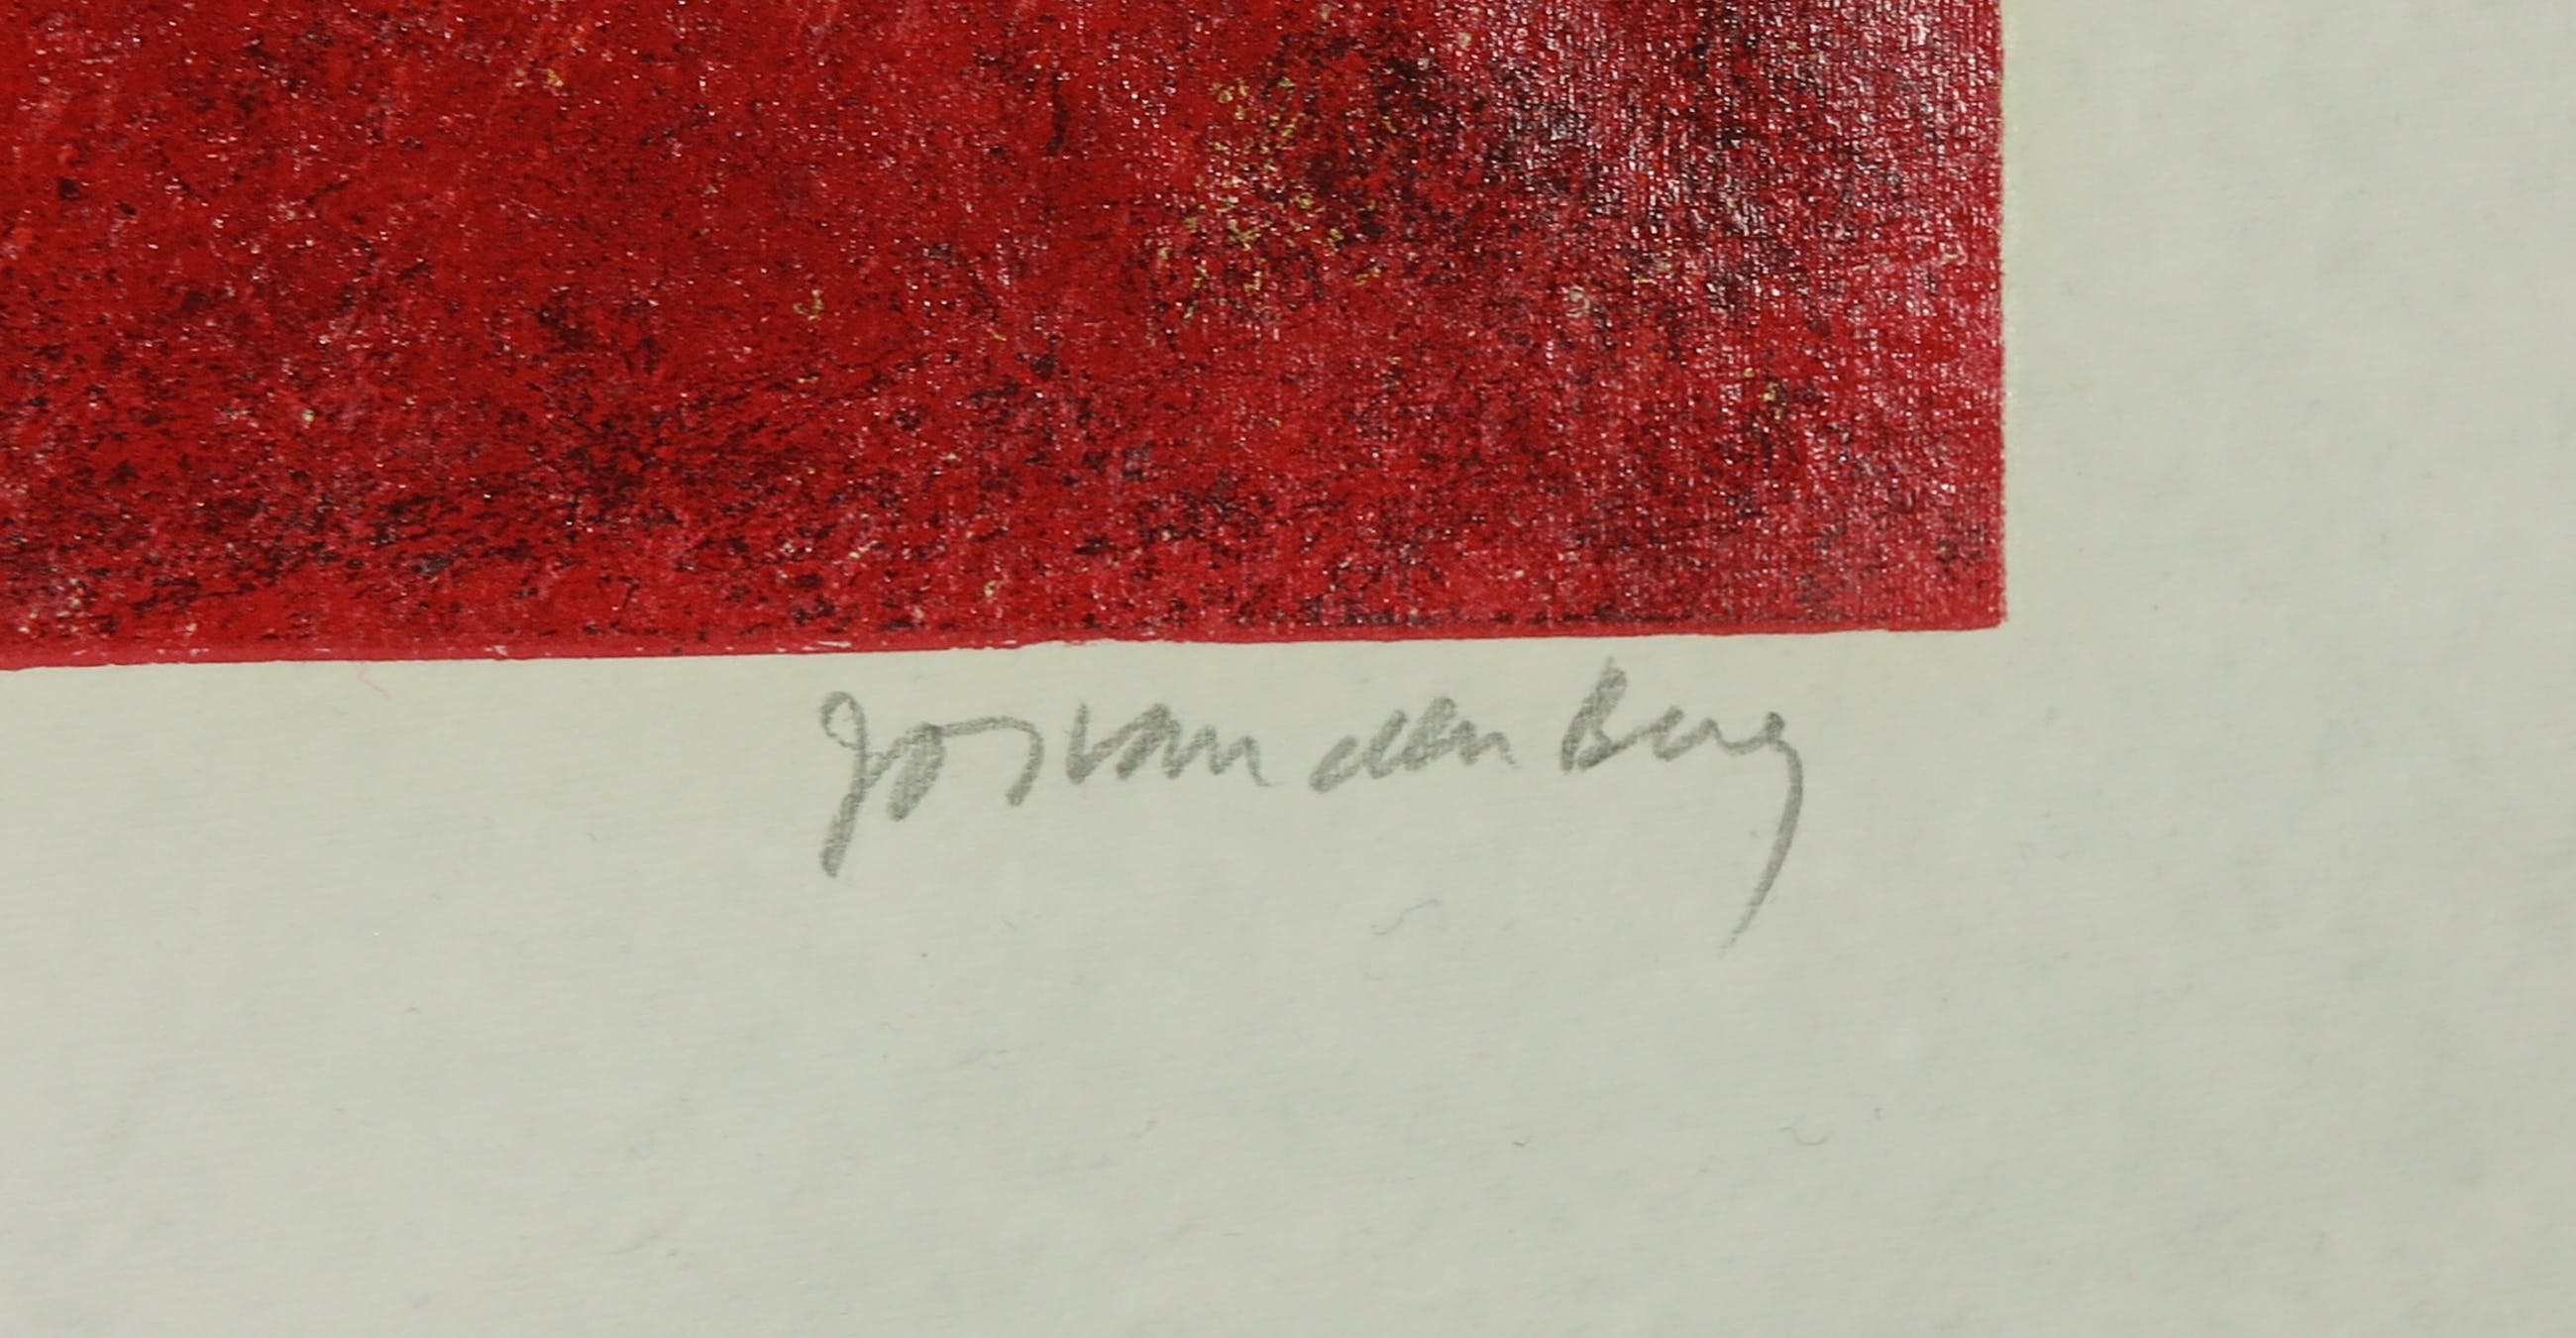 Jos van den Berg